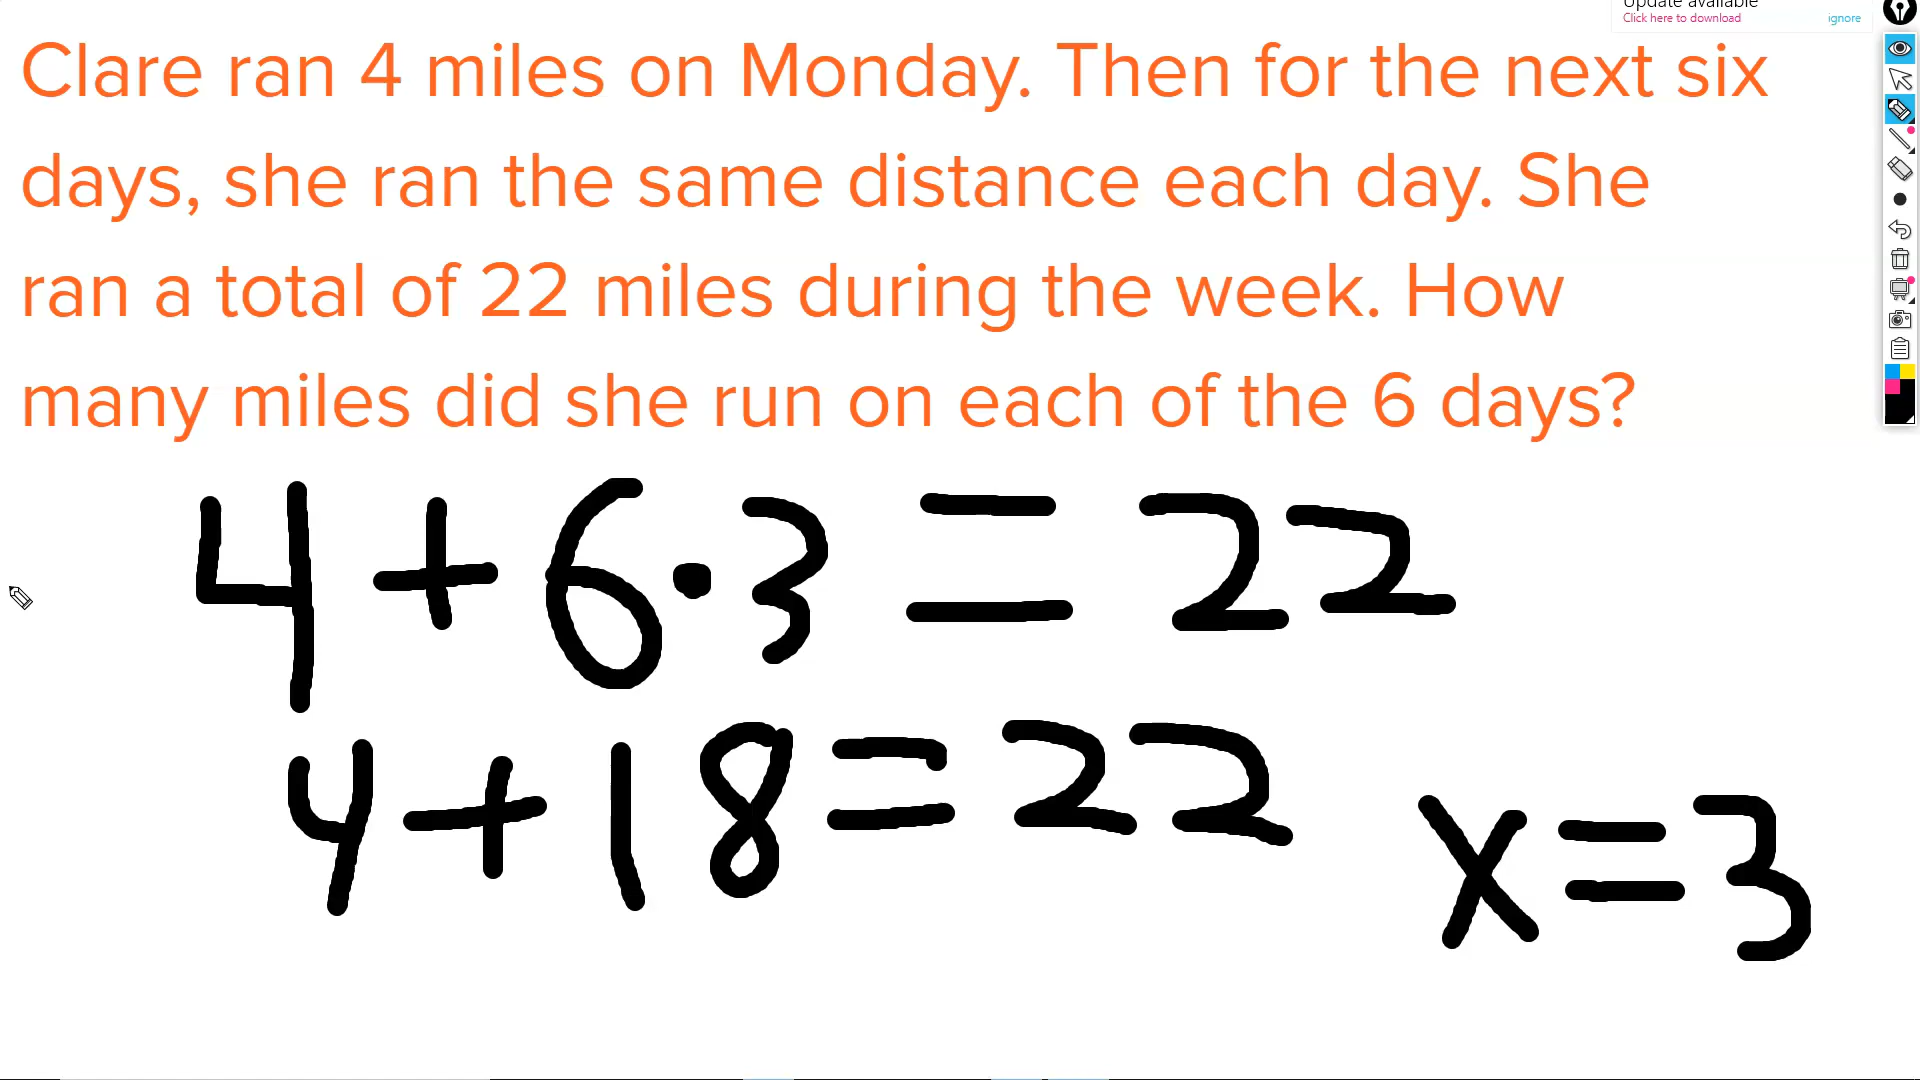 Update available
Click here to download ignore
Clare ran 4 miles on Monday. Then for the next six
days, she ran the same distance each day. She
ran a total of 22 miles during the week. How
many miles did she run on each of the 6 days?
4+6·3=22
4+18=22
x=3